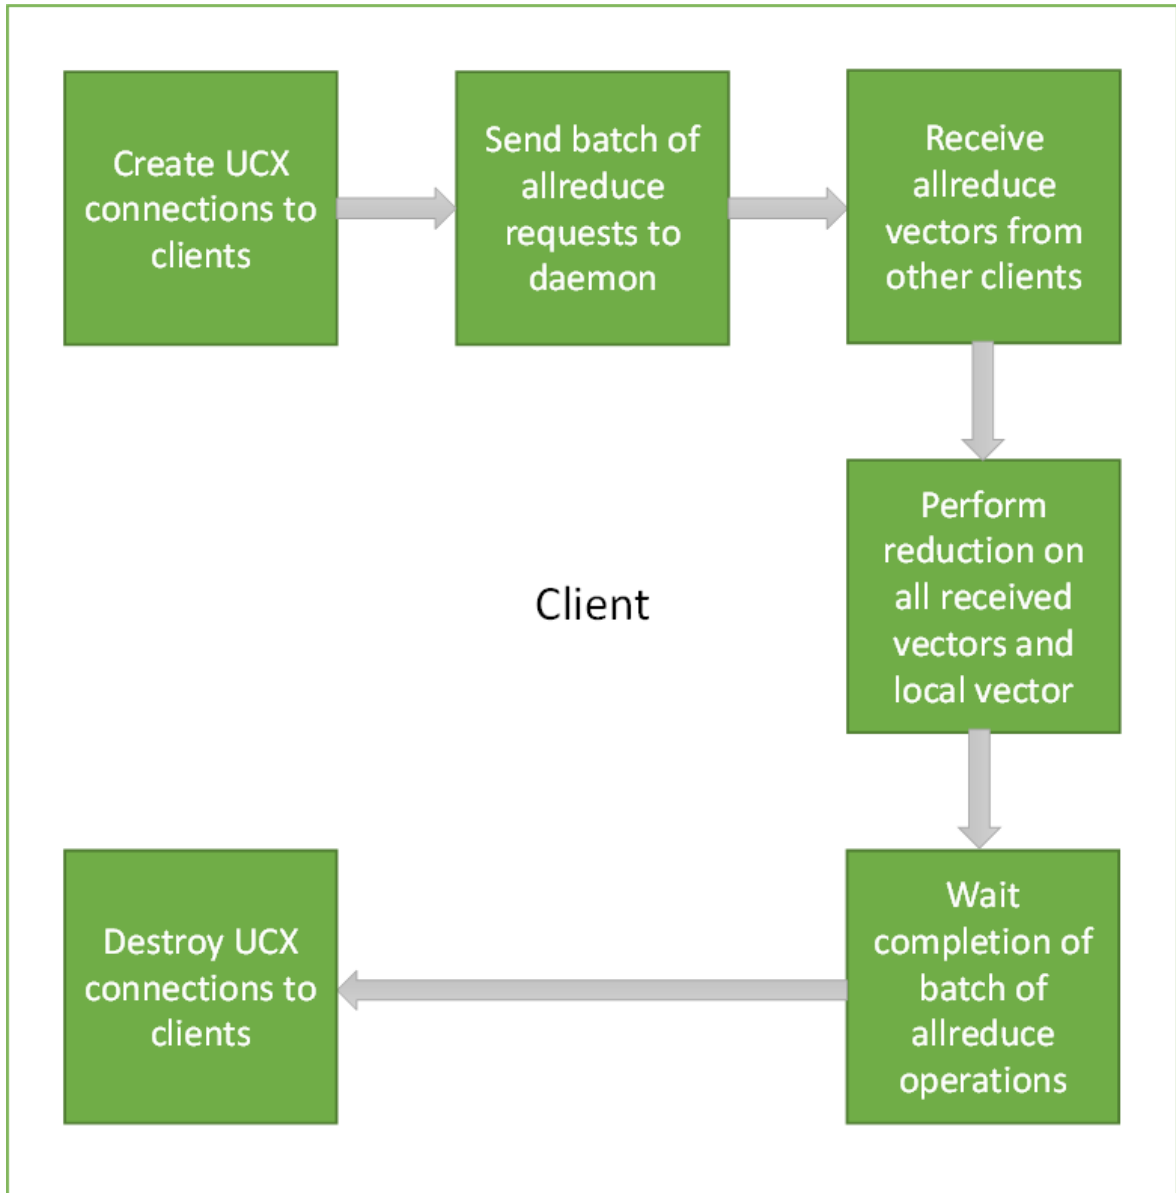 Create UCX
connections to
clients
Send batch of
allreduce
requests to
daemon
Receive
allreduce
vectors from
other clients
Perform
reduction on
all received
vectors and
local vector
Client
Wait
completion of
batch of
allreduce
operations
Destroy UCX
connections to
clients